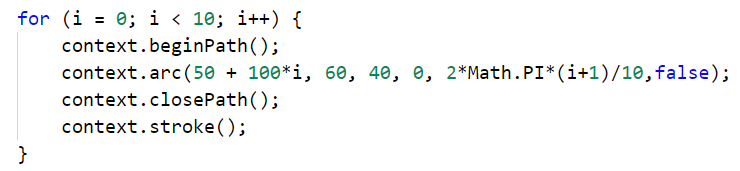 for (i = 0; i < 10; i++) {
    context.beginPath();
    context.arc(50 + 100*i, 60, 40, 0, 2*Math.PI*(i+1)/10,false);
    context.closePath();
    context.stroke();
}